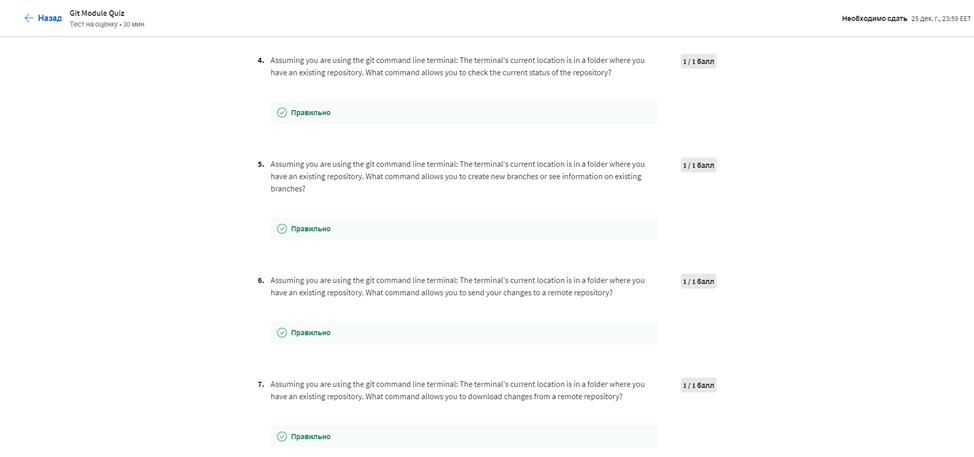 Назад
Git Module Quiz
Тест на оценку • 30 мин
Необходимо сдать 25 дек. г., 23:59 EET
4. Assuming you are using the git command line terminal: The terminal's current location is in a folder where you
have an existing repository. What command allows you to check the current status of the repository?
1 / 1 балл
Правильно
5. Assuming you are using the git command line terminal: The terminal's current location is in a folder where you
have an existing repository. What command allows you to create new branches or see information on existing
branches?
1 / 1 балл
Правильно
6. Assuming you are using the git command line terminal: The terminal's current location is in a folder where you
have an existing repository. What command allows you to send your changes to a remote repository?
1 / 1 балл
Правильно
7. Assuming you are using the git command line terminal: The terminal's current location is in a folder where you
have an existing repository. What command allows you to download changes from a remote repository?
1 / 1 балл
Правильно